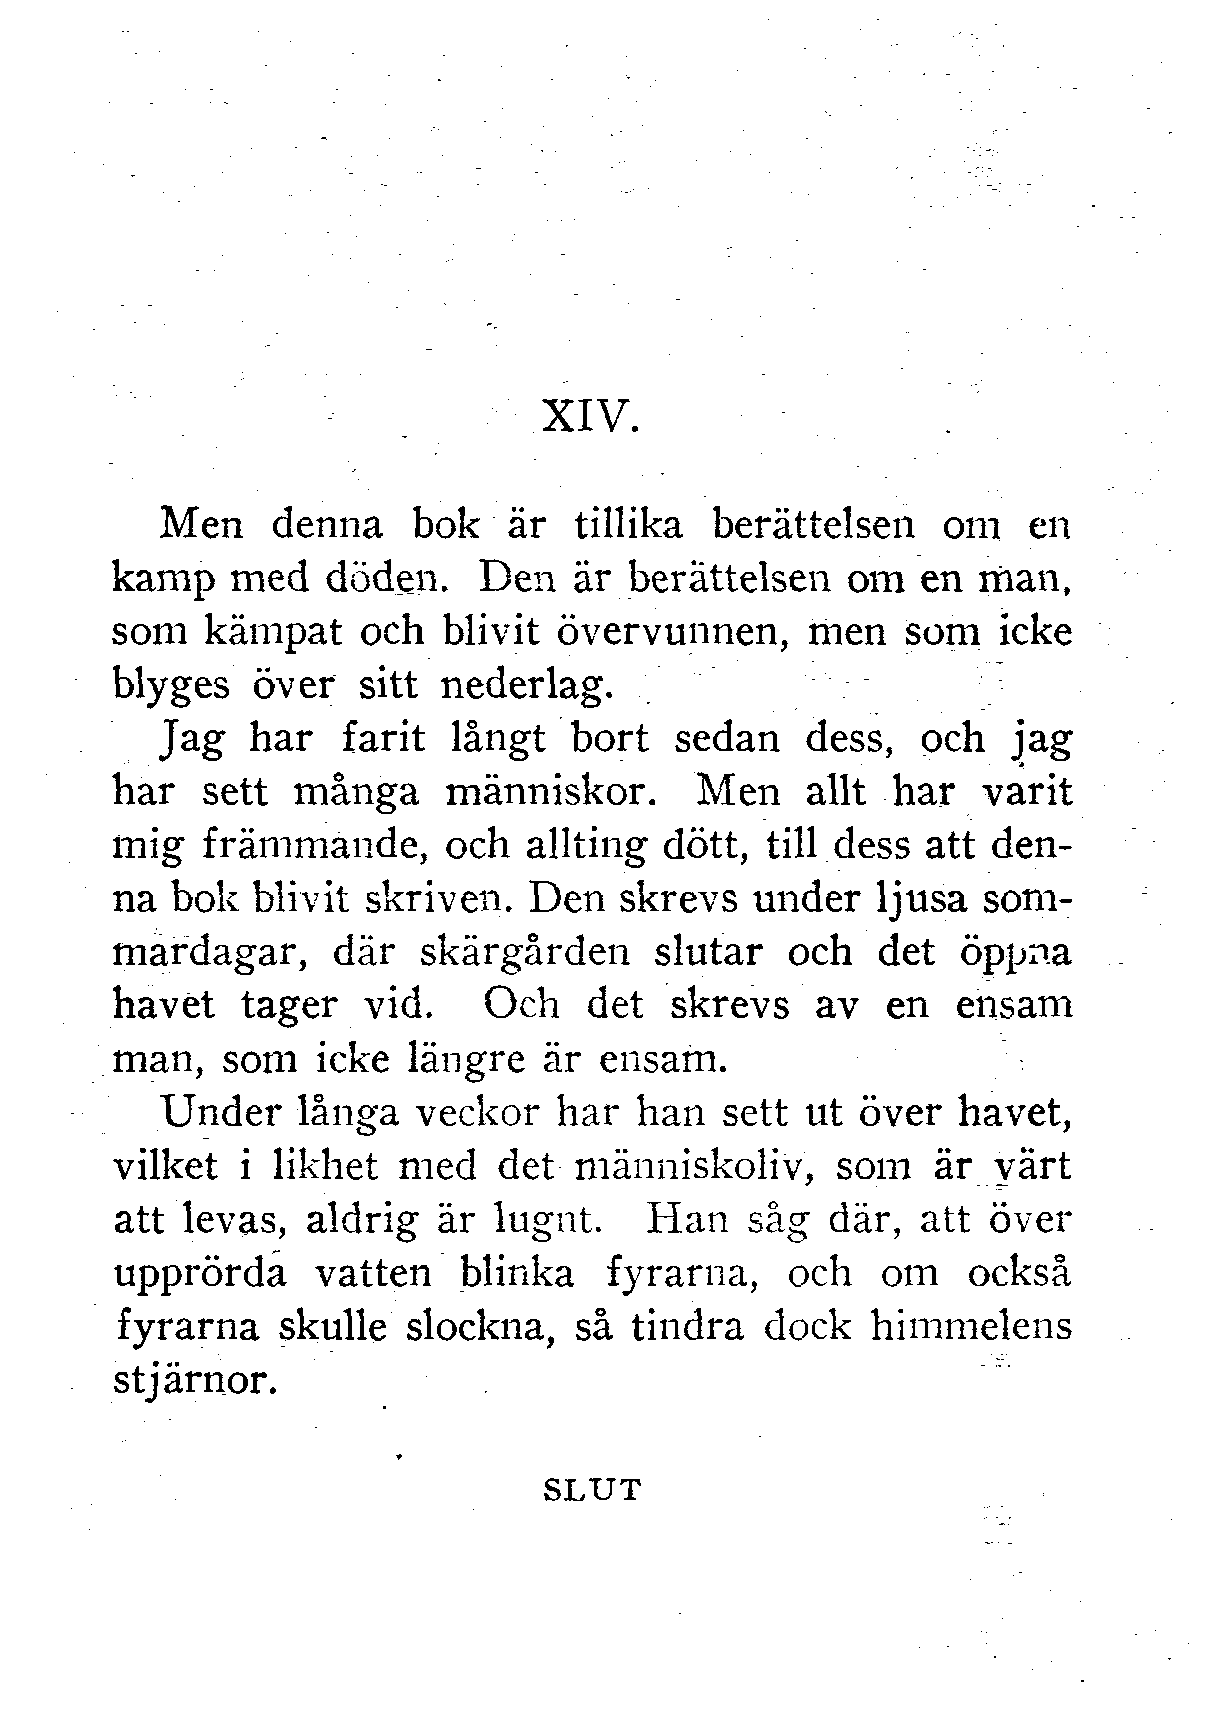 XIV.
Men denna bok är tillika berättelsen om en
kamp med döden. Den är berättelsen om en man,
som kämpat och blivit övervunnen, men som icke
blyges över sitt nederlag.
Jag har farit långt bort sedan dess, och jag
har sett många människor. Men allt har varit
mig främmande, och allting dött, till dess att den-
na bok blivit skriven. Den skrevs under ljusa som-
mardagar, där skärgården slutar och det öppna
havet tager vid. Och det skrevs av en ensam
man, som icke längre är ensam.
Under långa veckor har han sett ut över havet,
vilket i likhet med det människoliv, som är värt
att levas, aldrig är lugnt. Han såg där, att över
upprörda vatten blinka fyrarna, och om också
fyrarna skulle slockna, så tindra dock himmelens
stjärnor.
SLUT